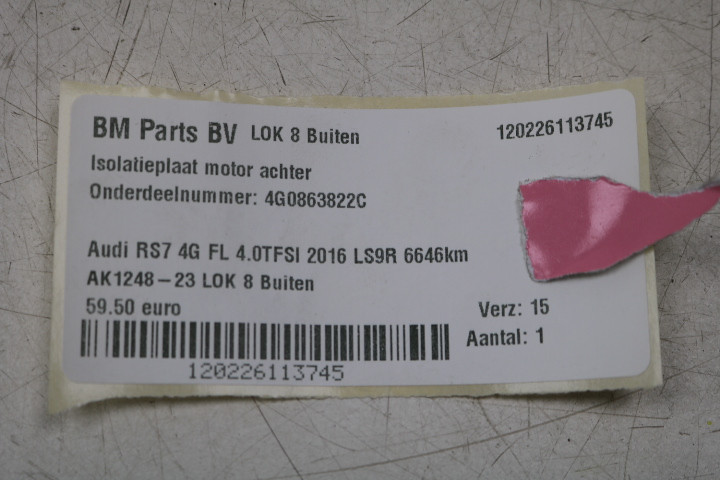 BM Parts BV LOK 8 Buiten 120226113745
Isolatieplaat motor achter
Onderdeelnummer: 4G0863822C
Audi RS7 4G FL 4.0TFSI 2016 LS9R 6646km
AK1248-23 LOK 8 Buiten
59.50 euro Verz: 15
Aantal: 1
120226113745